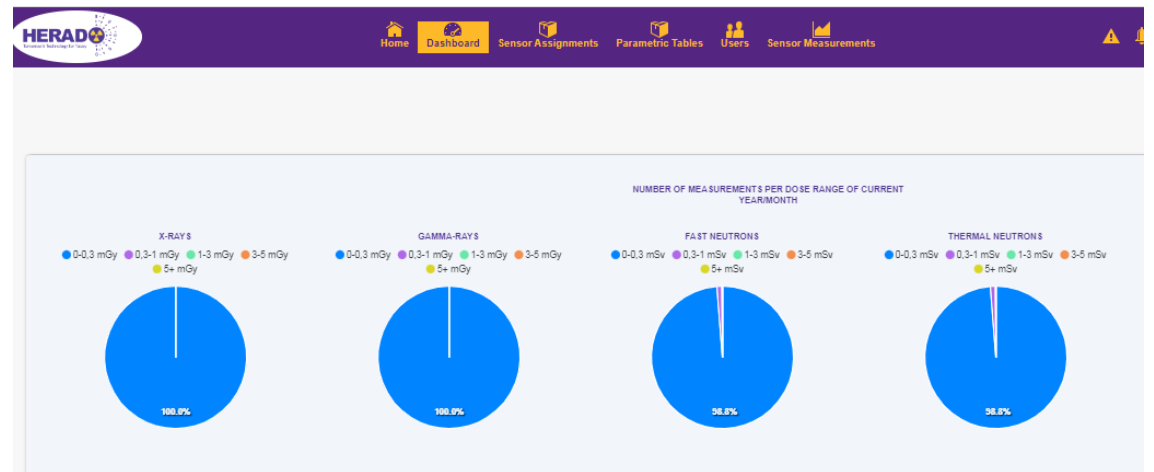 HERADO
Home
Dashboard
Sensor Assignments
Parametric Tables
Users
Sensor Measurements
NUMBER OF MEASUREMENTS PER DOSE RANGE OF CURRENT
YEAR/MONTH
X-RAYS
0-0,3 mGy 0,3-1 mGy 1-3 mGy 3-5 mGy
5+ mGy
100.0%
GAMMA-RAYS
0-0,3 mGy 0,3-1 mGy 1-3 mGy 3-5 mGy
5+ mGy
100.0%
FAST NEUTRONS
0-0,3 mSv 0,3-1 mSv 1-3 mSv 3-5 mSv
5+ mSv
98.8%
THERMAL NEUTRONS
0-0,3 mSv 0,3-1 mSv 1-3 mSv 3-5 mSv
5+ mSv
98.8%